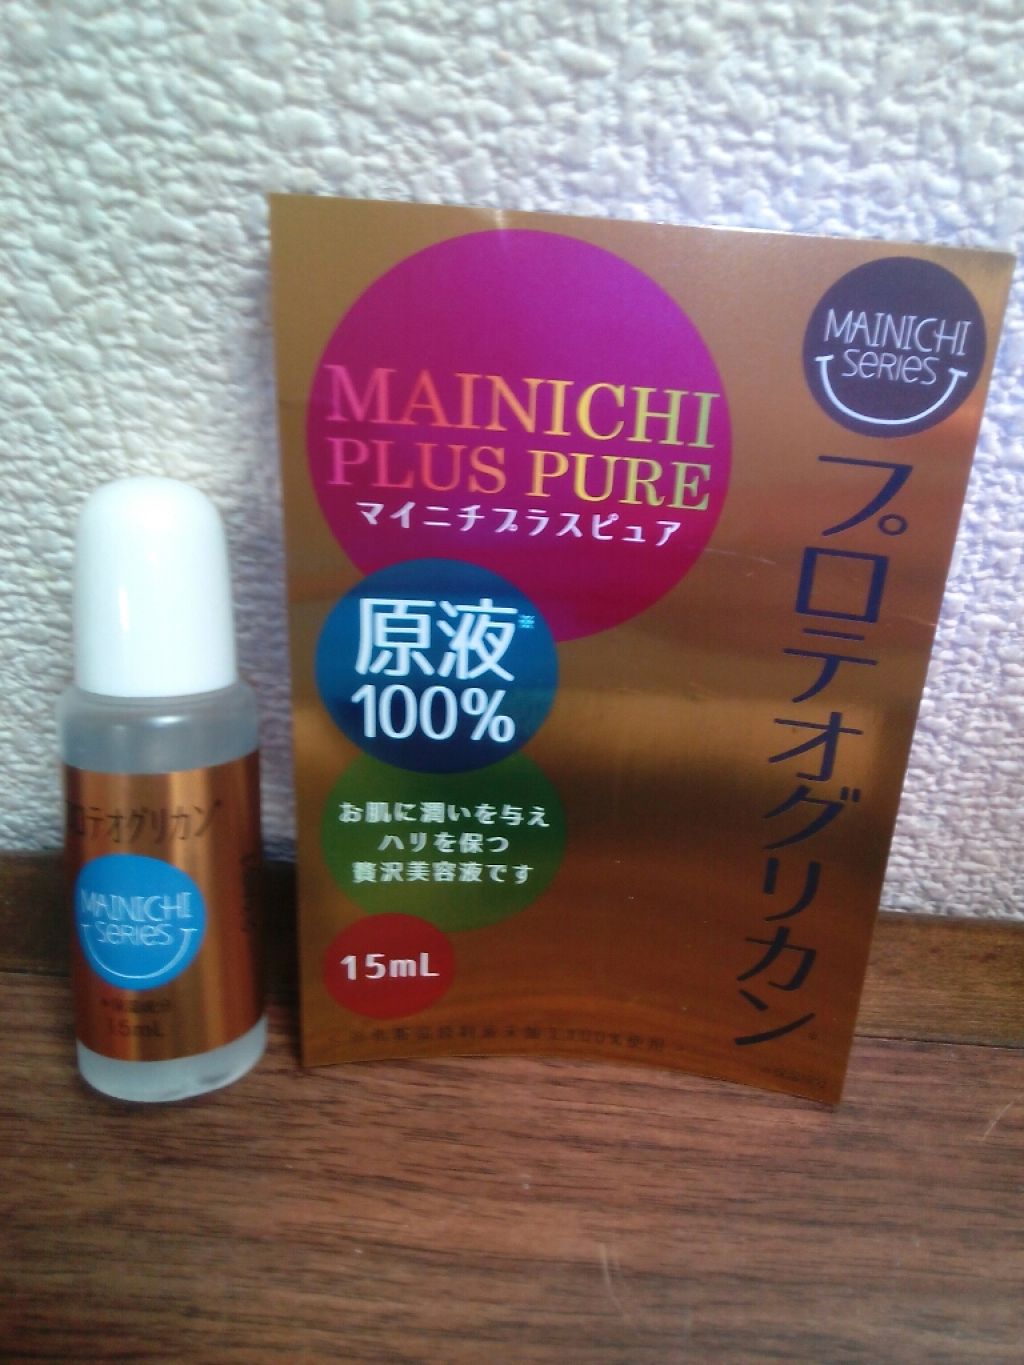 MAINICHI
PLUS PURE
マイニチプラスピュア
原液※
100%
お肌に潤いを与え
ハリを保つ
贅沢美容液です
15mL
MAINICHI
SERIES
プロテオグリカン
ロテオグリカン
MAINICHI
SERIES
15mL